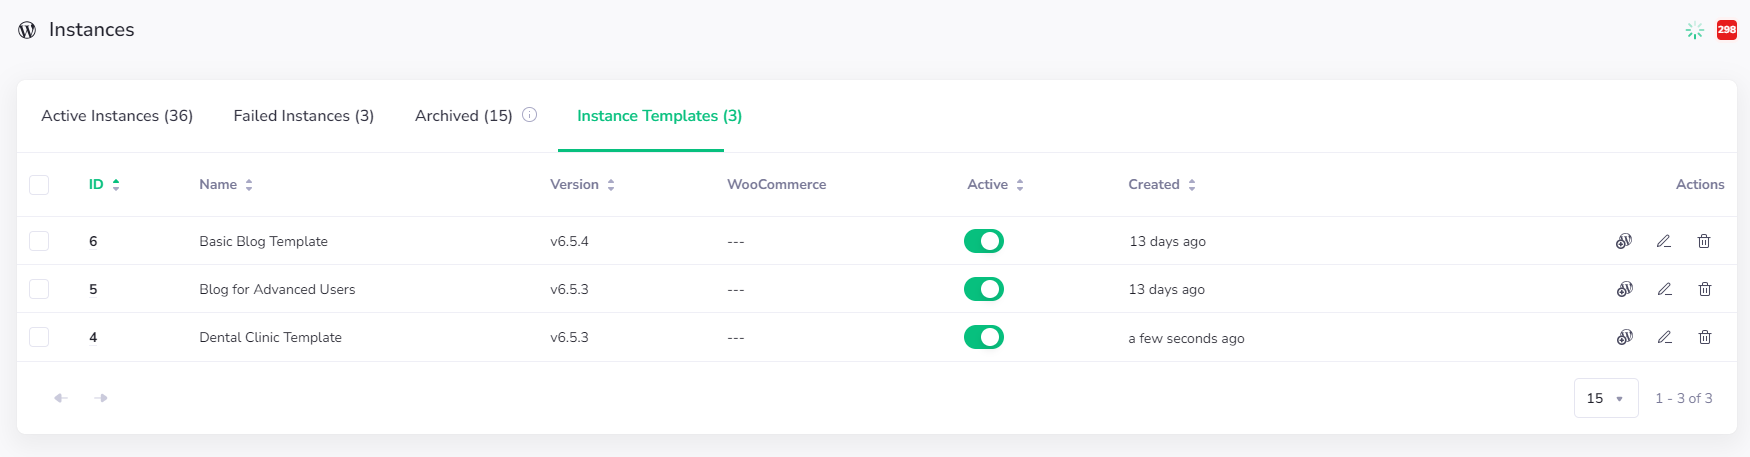 Instances
298
Active Instances (36) Failed Instances (3) Archived (15) Instance Templates (3)
ID Name Version WooCommerce Active Created Actions
6 Basic Blog Template v6.5.4 --- 13 days ago
5 Blog for Advanced Users v6.5.3 --- 13 days ago
4 Dental Clinic Template v6.5.3 --- a few seconds ago
15 1 - 3 of 3